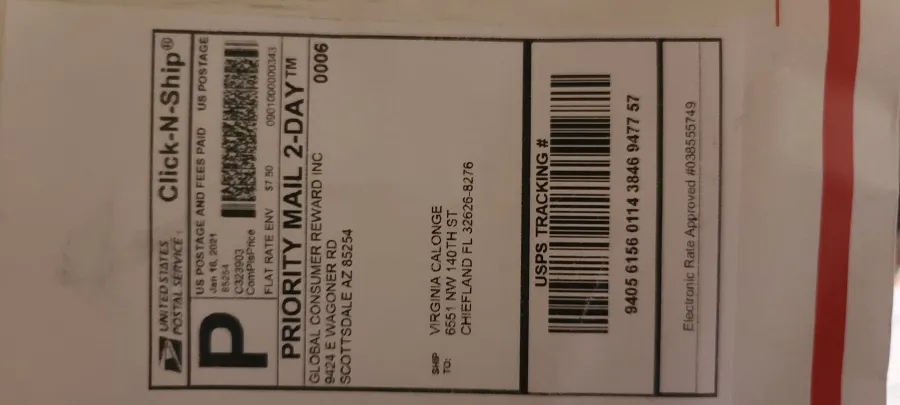 UNITED STATES
POSTAL SERVICE
Click-N-Ship®
P
US POSTAGE AND FEES PAID US POSTAGE
Jan 16, 2021
85254
C323903
ComPlsPrice
FLAT RATE ENV $7.50 0901000000343
PRIORITY MAIL 2-DAY™
GLOBAL CONSUMER REWARD INC 0006
9424 E WAGONER RD
SCOTTSDALE AZ 85254
SHIP
TO:
VIRGINIA CALONGE
6551 NW 140TH ST
CHIEFLAND FL 32626-8276
USPS TRACKING #
9405 6156 0114 3846 9477 57
Electronic Rate Approved #038555749